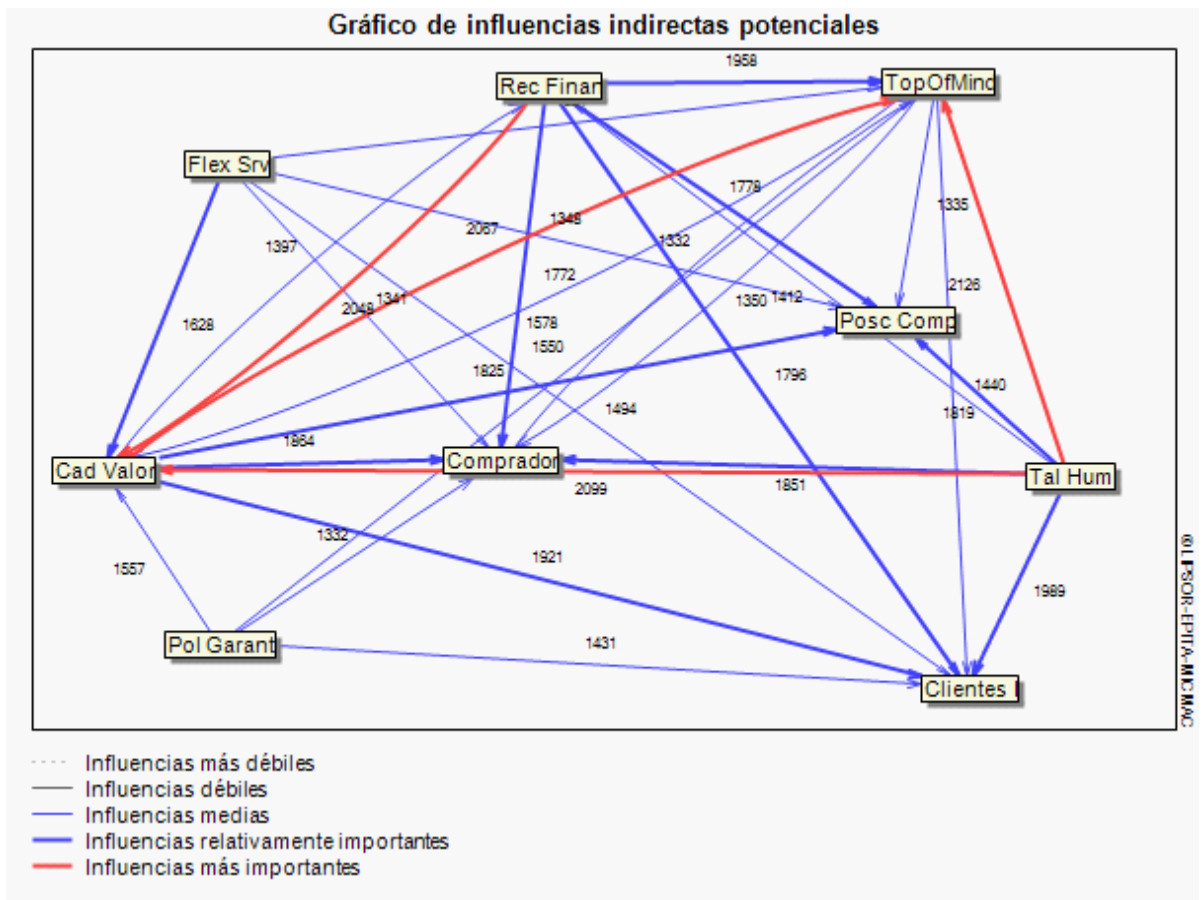 Gráfico de influencias indirectas potenciales
1958
Rec Finan
TopOfMind
Flex Srv
1778
1335
2067
1348
1397
1332
1772
2126
2048
1341
1350
1412
1628
1578
Posc Comp
1550
1825
1796
1440
1494
1819
1864
Cad Valor
Comprador
Tal Hum
2099
1851
1332
1921
1557
1989
Pol Garant
1431
Clientes I
©LIPSOR-EPITA-MICMAC
Influencias más débiles
Influencias débiles
Influencias medias
Influencias relativamente importantes
Influencias más importantes